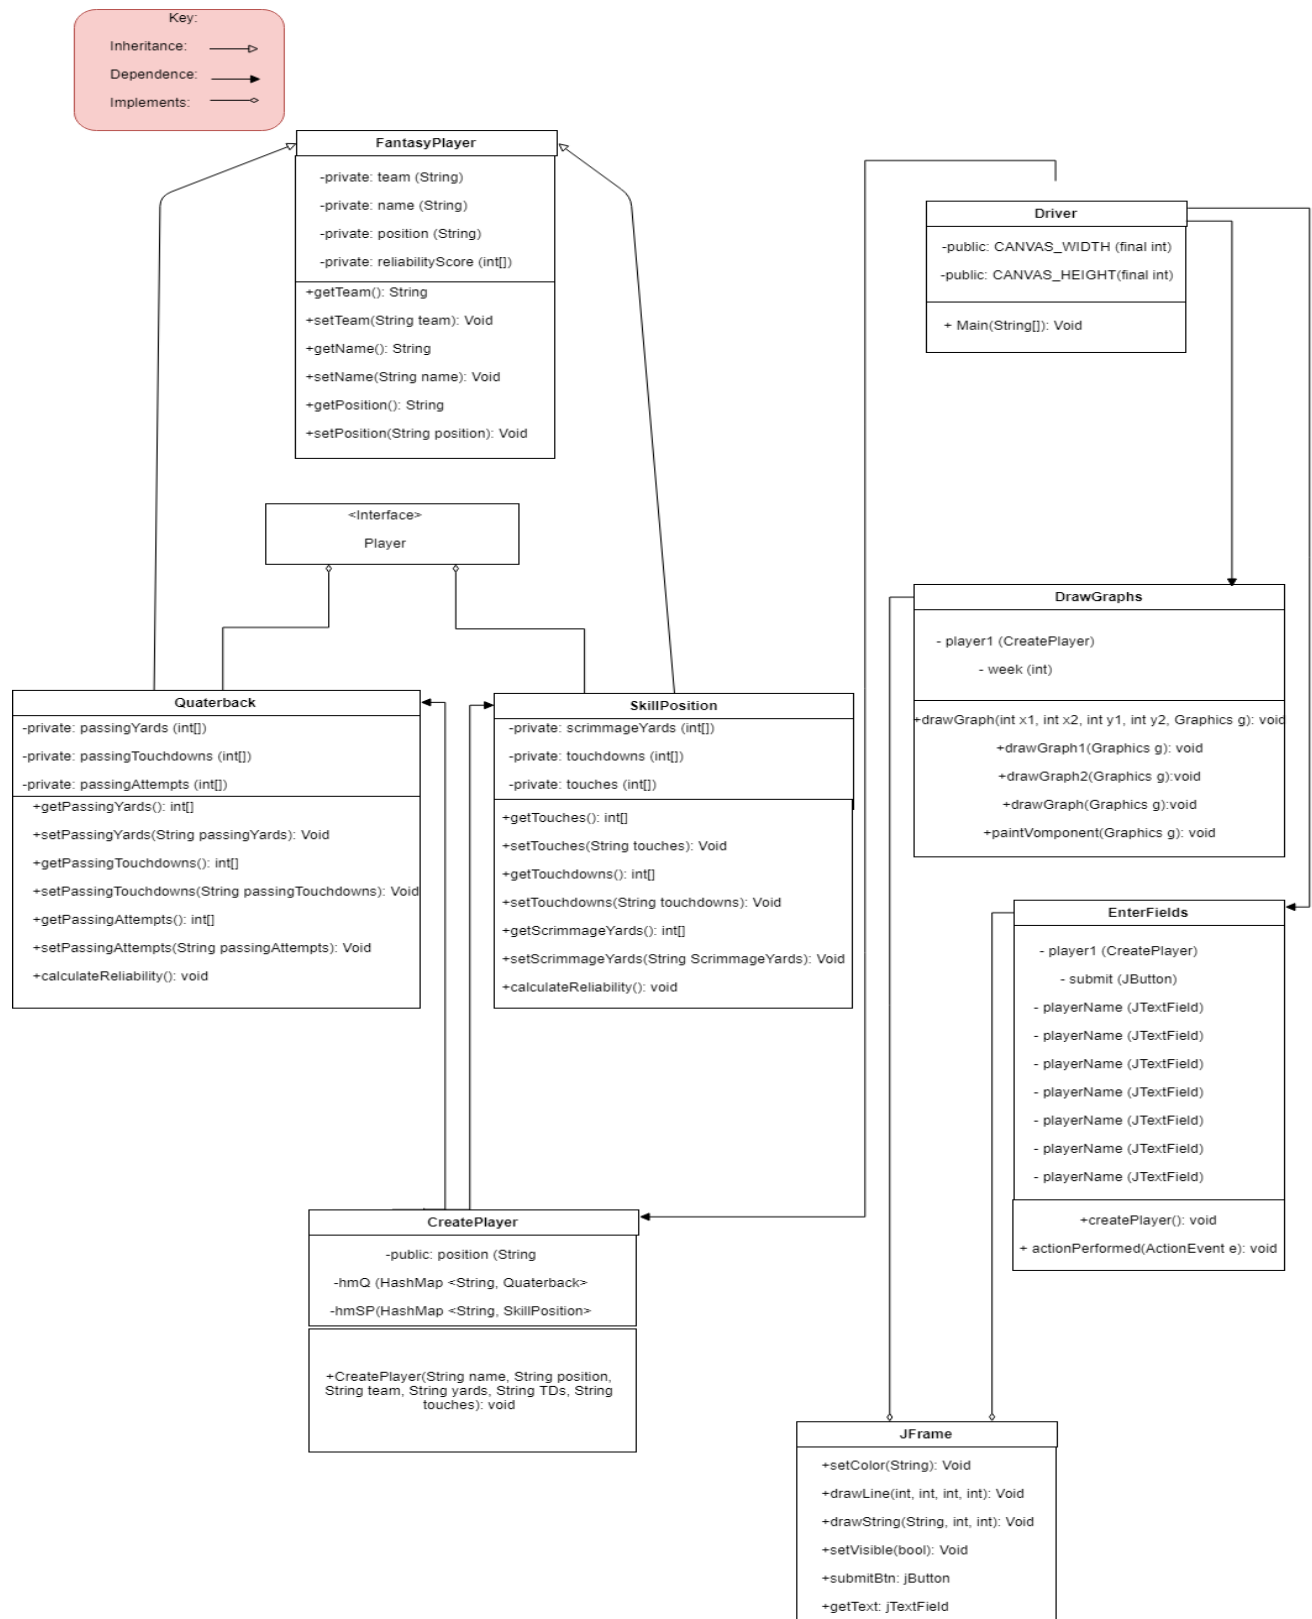 Key:
Inheritance:
Dependence:
Implements:
FantasyPlayer
-private: team (String)
-private: name (String)
-private: position (String)
-private: reliabilityScore (int[])
+getTeam(): String
+setTeam(String team): Void
+getName(): String
+setName(String name): Void
+getPosition(): String
+setPosition(String position): Void
Driver
-public: CANVAS_WIDTH (final int)
-public: CANVAS_HEIGHT(final int)
+ Main(String[]): Void
<Interface>
Player
DrawGraphs
- player1 (CreatePlayer)
- week (int)
+drawGraph(int x1, int x2, int y1, int y2, Graphics g): void
+drawGraph1(Graphics g): void
+drawGraph2(Graphics g):void
+drawGraph(Graphics g):void
+paintVomponent(Graphics g): void
Quaterback
-private: passingYards (int[])
-private: passingTouchdowns (int[])
-private: passingAttempts (int[])
+getPassingYards(): int[]
+setPassingYards(String passingYards): Void
+getPassingTouchdowns(): int[]
+setPassingTouchdowns(String passingTouchdowns): Void
+getPassingAttempts(): int[]
+setPassingAttempts(String passingAttempts): Void
+calculateReliability(): void
SkillPosition
-private: scrimmageYards (int[])
-private: touchdowns (int[])
-private: touches (int[])
+getTouches(): int[]
+setTouches(String touches): Void
+getTouchdowns(): int[]
+setTouchdowns(String touchdowns): Void
+getScrimmageYards(): int[]
+setScrimmageYards(String ScrimmageYards): Void
+calculateReliability(): void
EnterFields
- player1 (CreatePlayer)
- submit (JButton)
- playerName (JTextField)
- playerName (JTextField)
- playerName (JTextField)
- playerName (JTextField)
- playerName (JTextField)
- playerName (JTextField)
- playerName (JTextField)
+createPlayer(): void
+ actionPerformed(ActionEvent e): void
CreatePlayer
-public: position (String
-hmQ (HashMap <String, Quaterback>
-hmSP(HashMap <String, SkillPosition>
+CreatePlayer(String name, String position,
String team, String yards, String TDs, String
touches): void
JFrame
+setColor(String): Void
+drawLine(int, int, int, int): Void
+drawString(String, int, int): Void
+setVisible(bool): Void
+submitBtn: jButton
+getText: jTextField